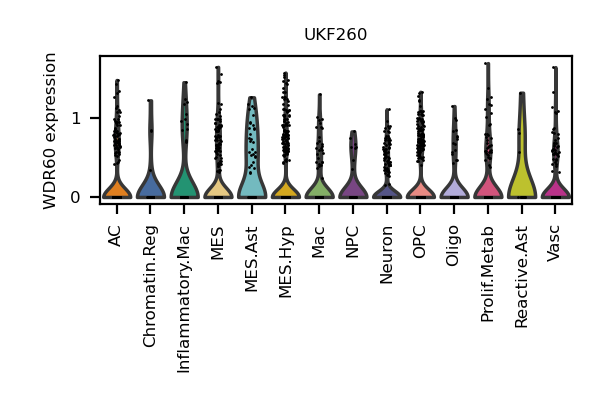 UKF260
WDR60 expression
1
0
AC
Chromatin.Reg
Inflammatory.Mac
MES
MES.Ast
MES.Hyp
Mac
NPC
Neuron
OPC
Oligo
Prolif.Metab
Reactive.Ast
Vasc